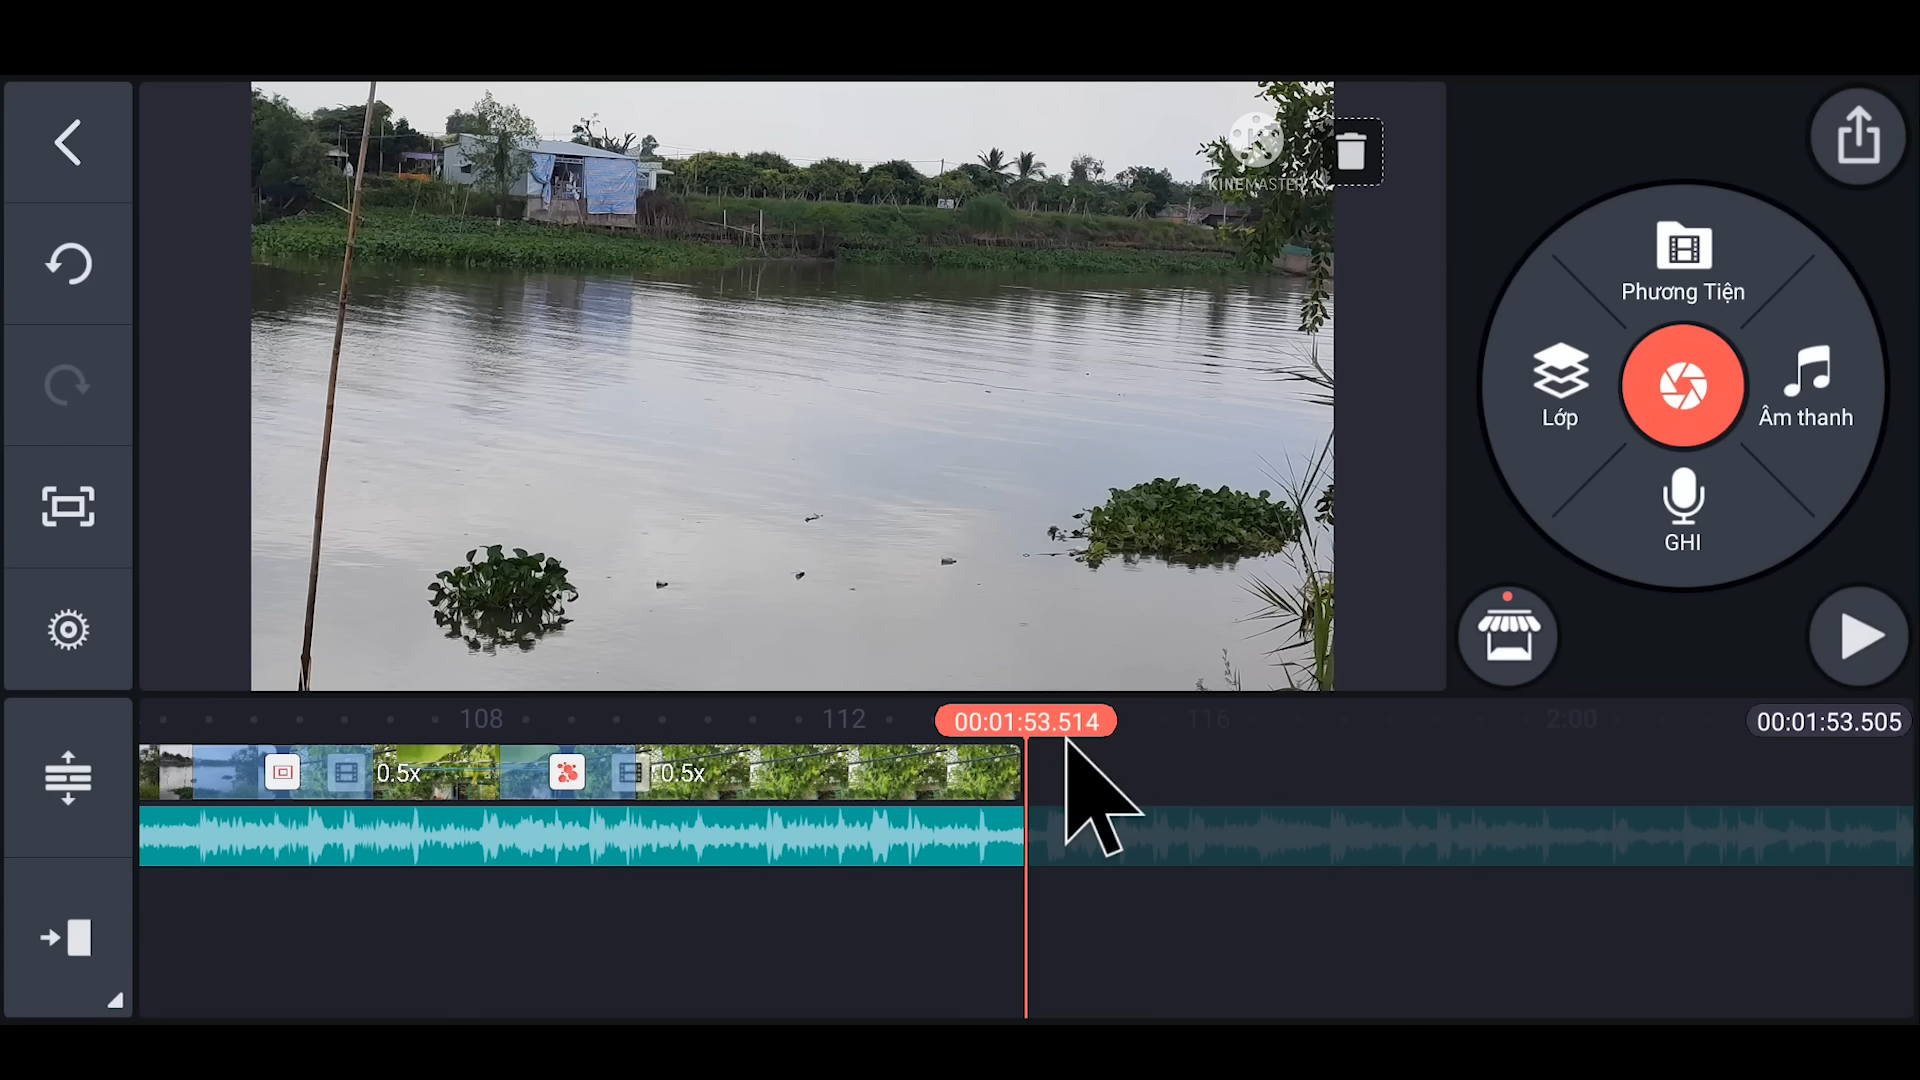 KINEMASTER
Phương Tiện
Lớp
Âm thanh
GHI
108
112
00:01:53.514
116
2:00
00:01:53.505
0.5x
0.5x